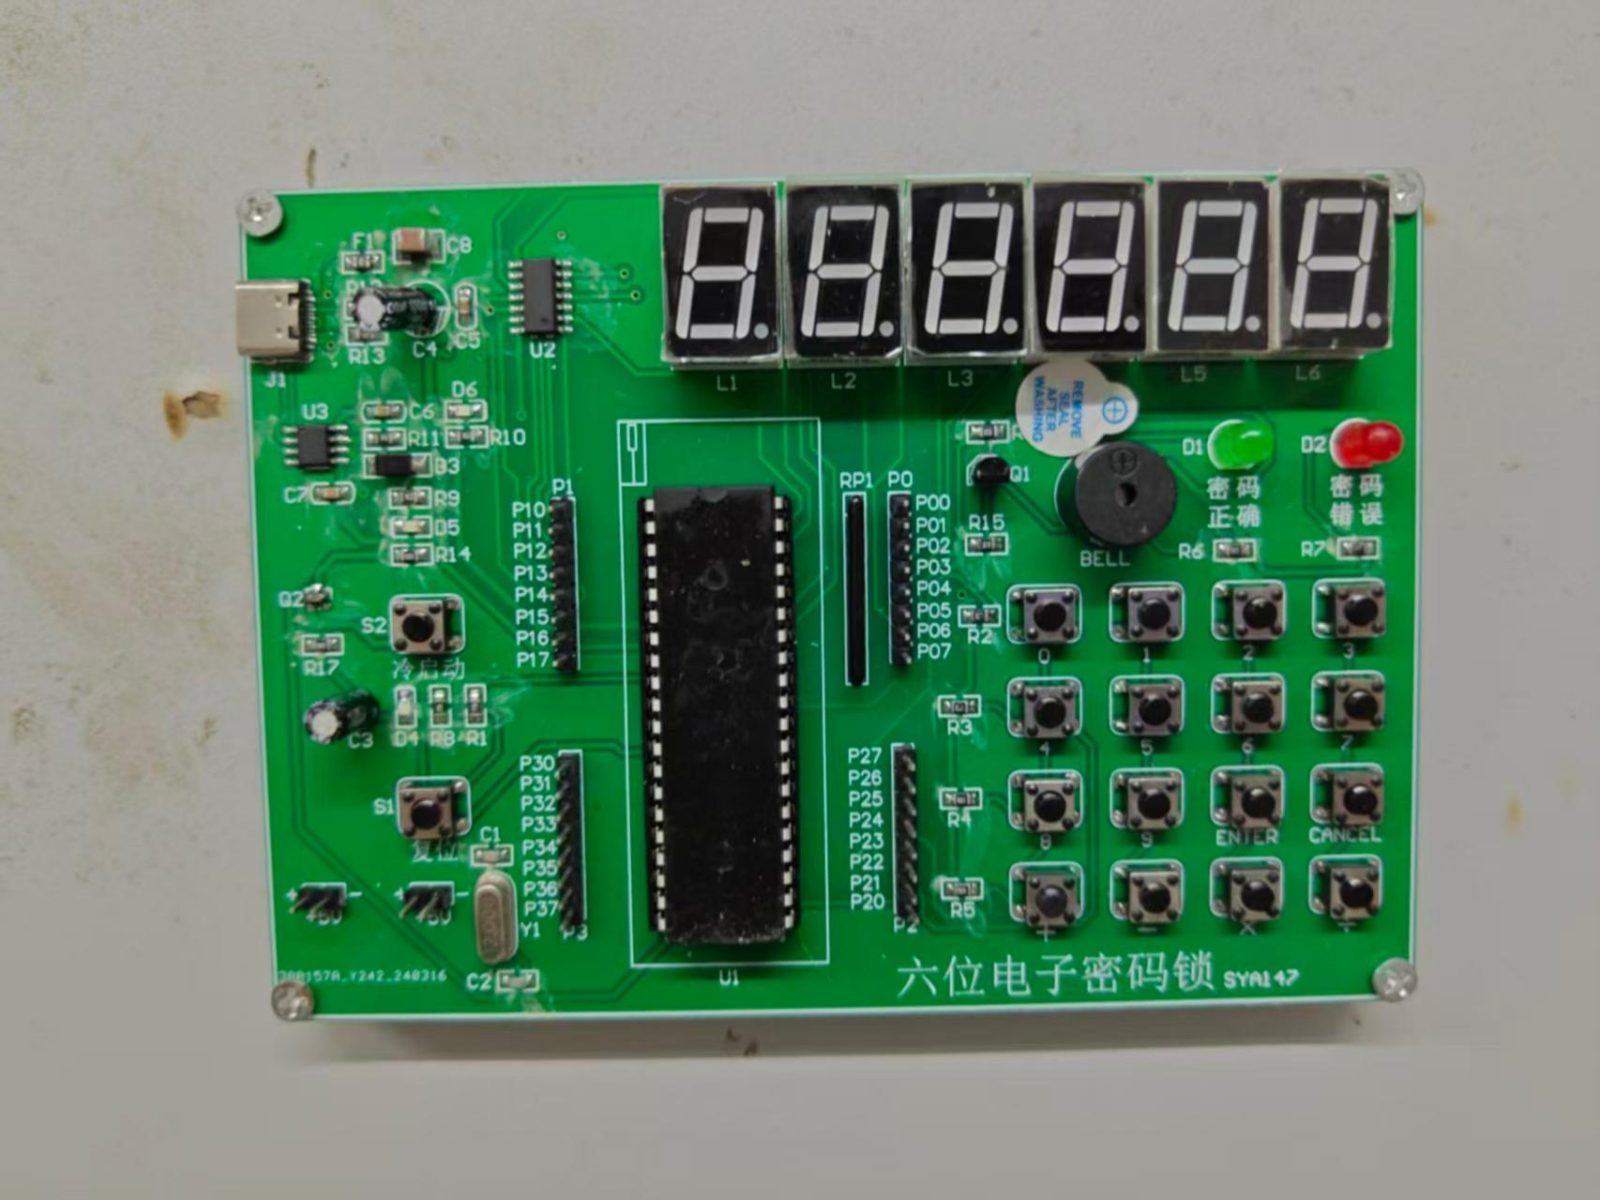 F1
C8
R13
C4
C5
J1
U2
L1
L2
L3
L5
L6
U3
C6
D6
R11
R10
C7
R9
D5
R14
REMOVE
SEAL
AFTER
WASHING
Q1
R15
BELL
D1
密码
正确
R6
D2
密码
错误
R7
P1
P10
P11
P12
P13
P14
P15
P16
P17
RP1
P0
P00
P01
P02
P03
P04
P05
P06
P07
Q2
S2
冷启动
R17
C3
D4
R8
R1
S1
复位
C1
R2
R3
R4
R5
0
1
2
3
4
5
6
7
8
9
ENTER
CANCEL
+
-
×
÷
P30
P31
P32
P33
P34
P35
P36
P37
P3
P27
P26
P25
P24
P23
P22
P21
P20
P2
+ -
+5V
+ -
+5V
Y1
C2
U1
六位电子密码锁 SYA147